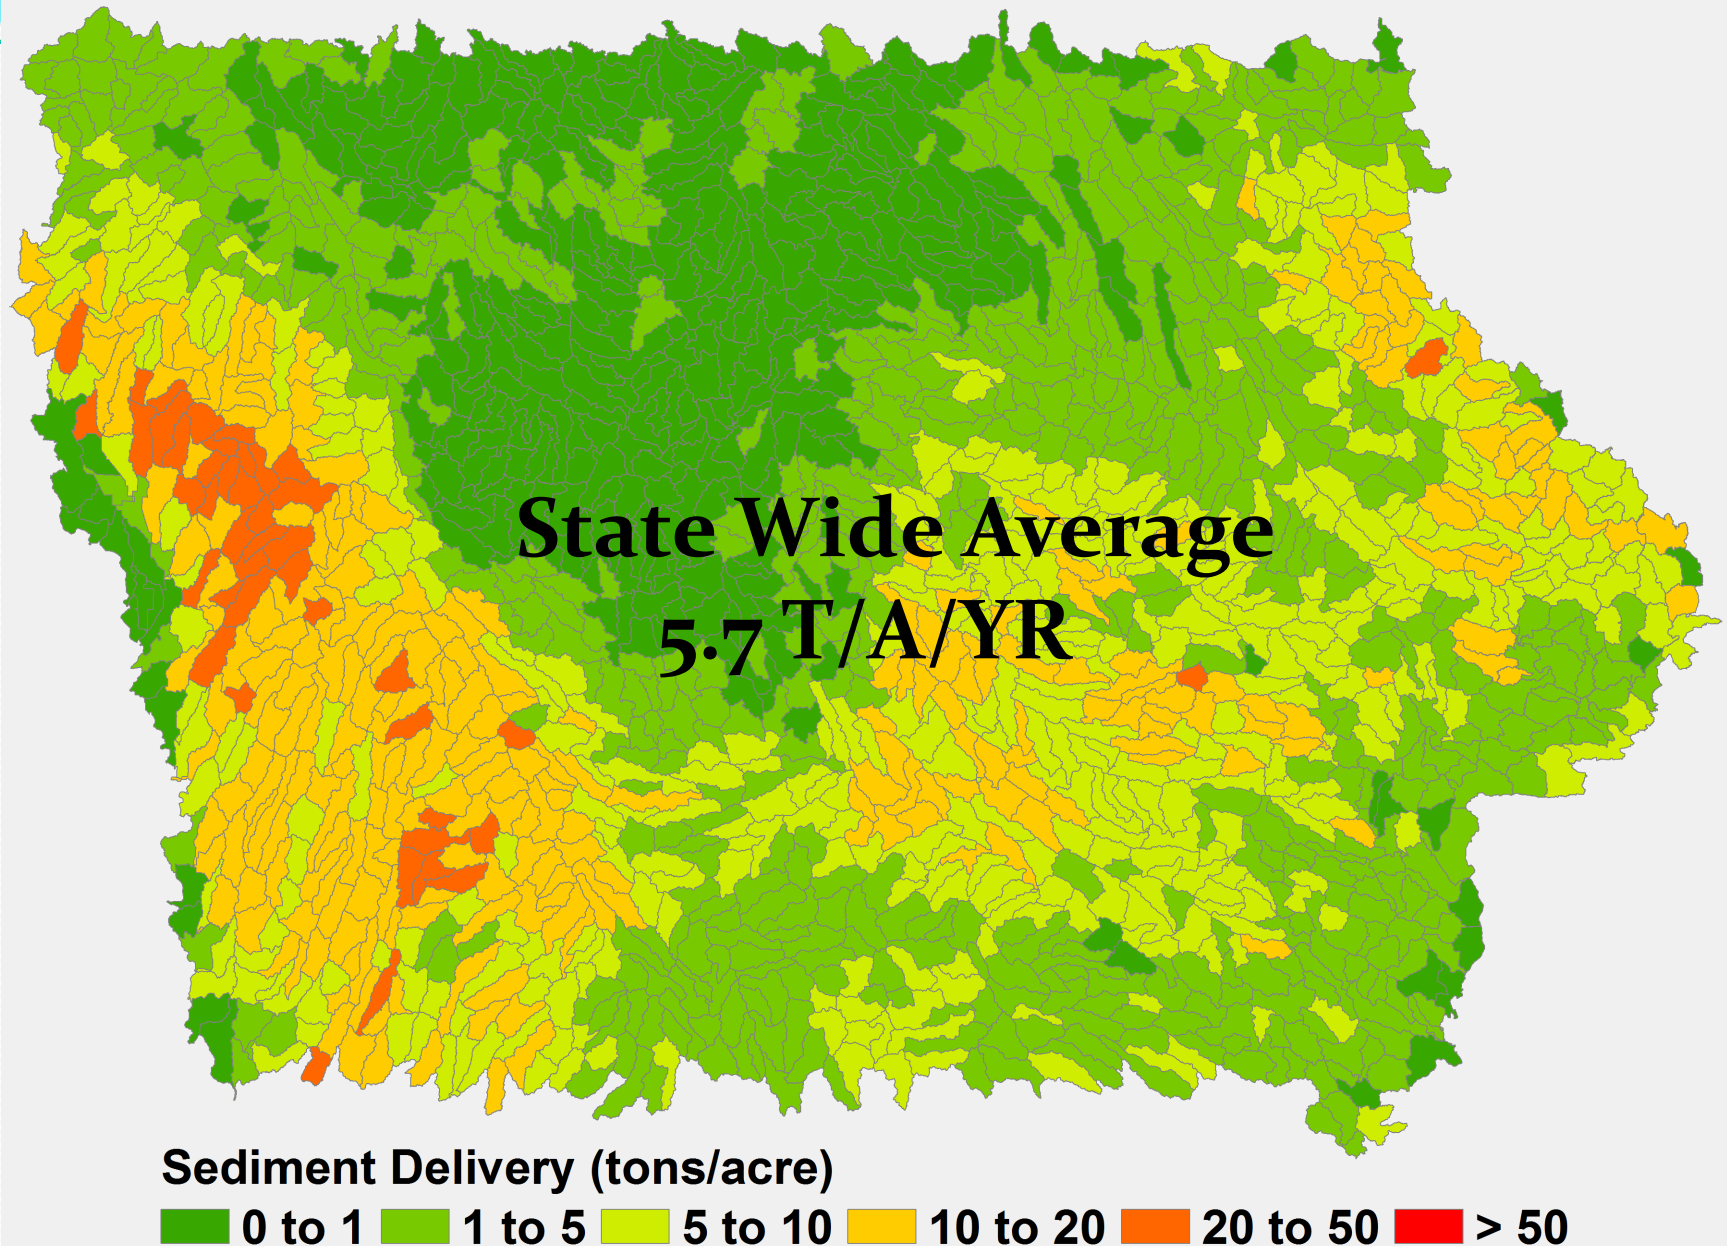 State Wide Average
5.7 T/A/YR
Sediment Delivery (tons/acre)
0 to 1 1 to 5 5 to 10 10 to 20 20 to 50 > 50